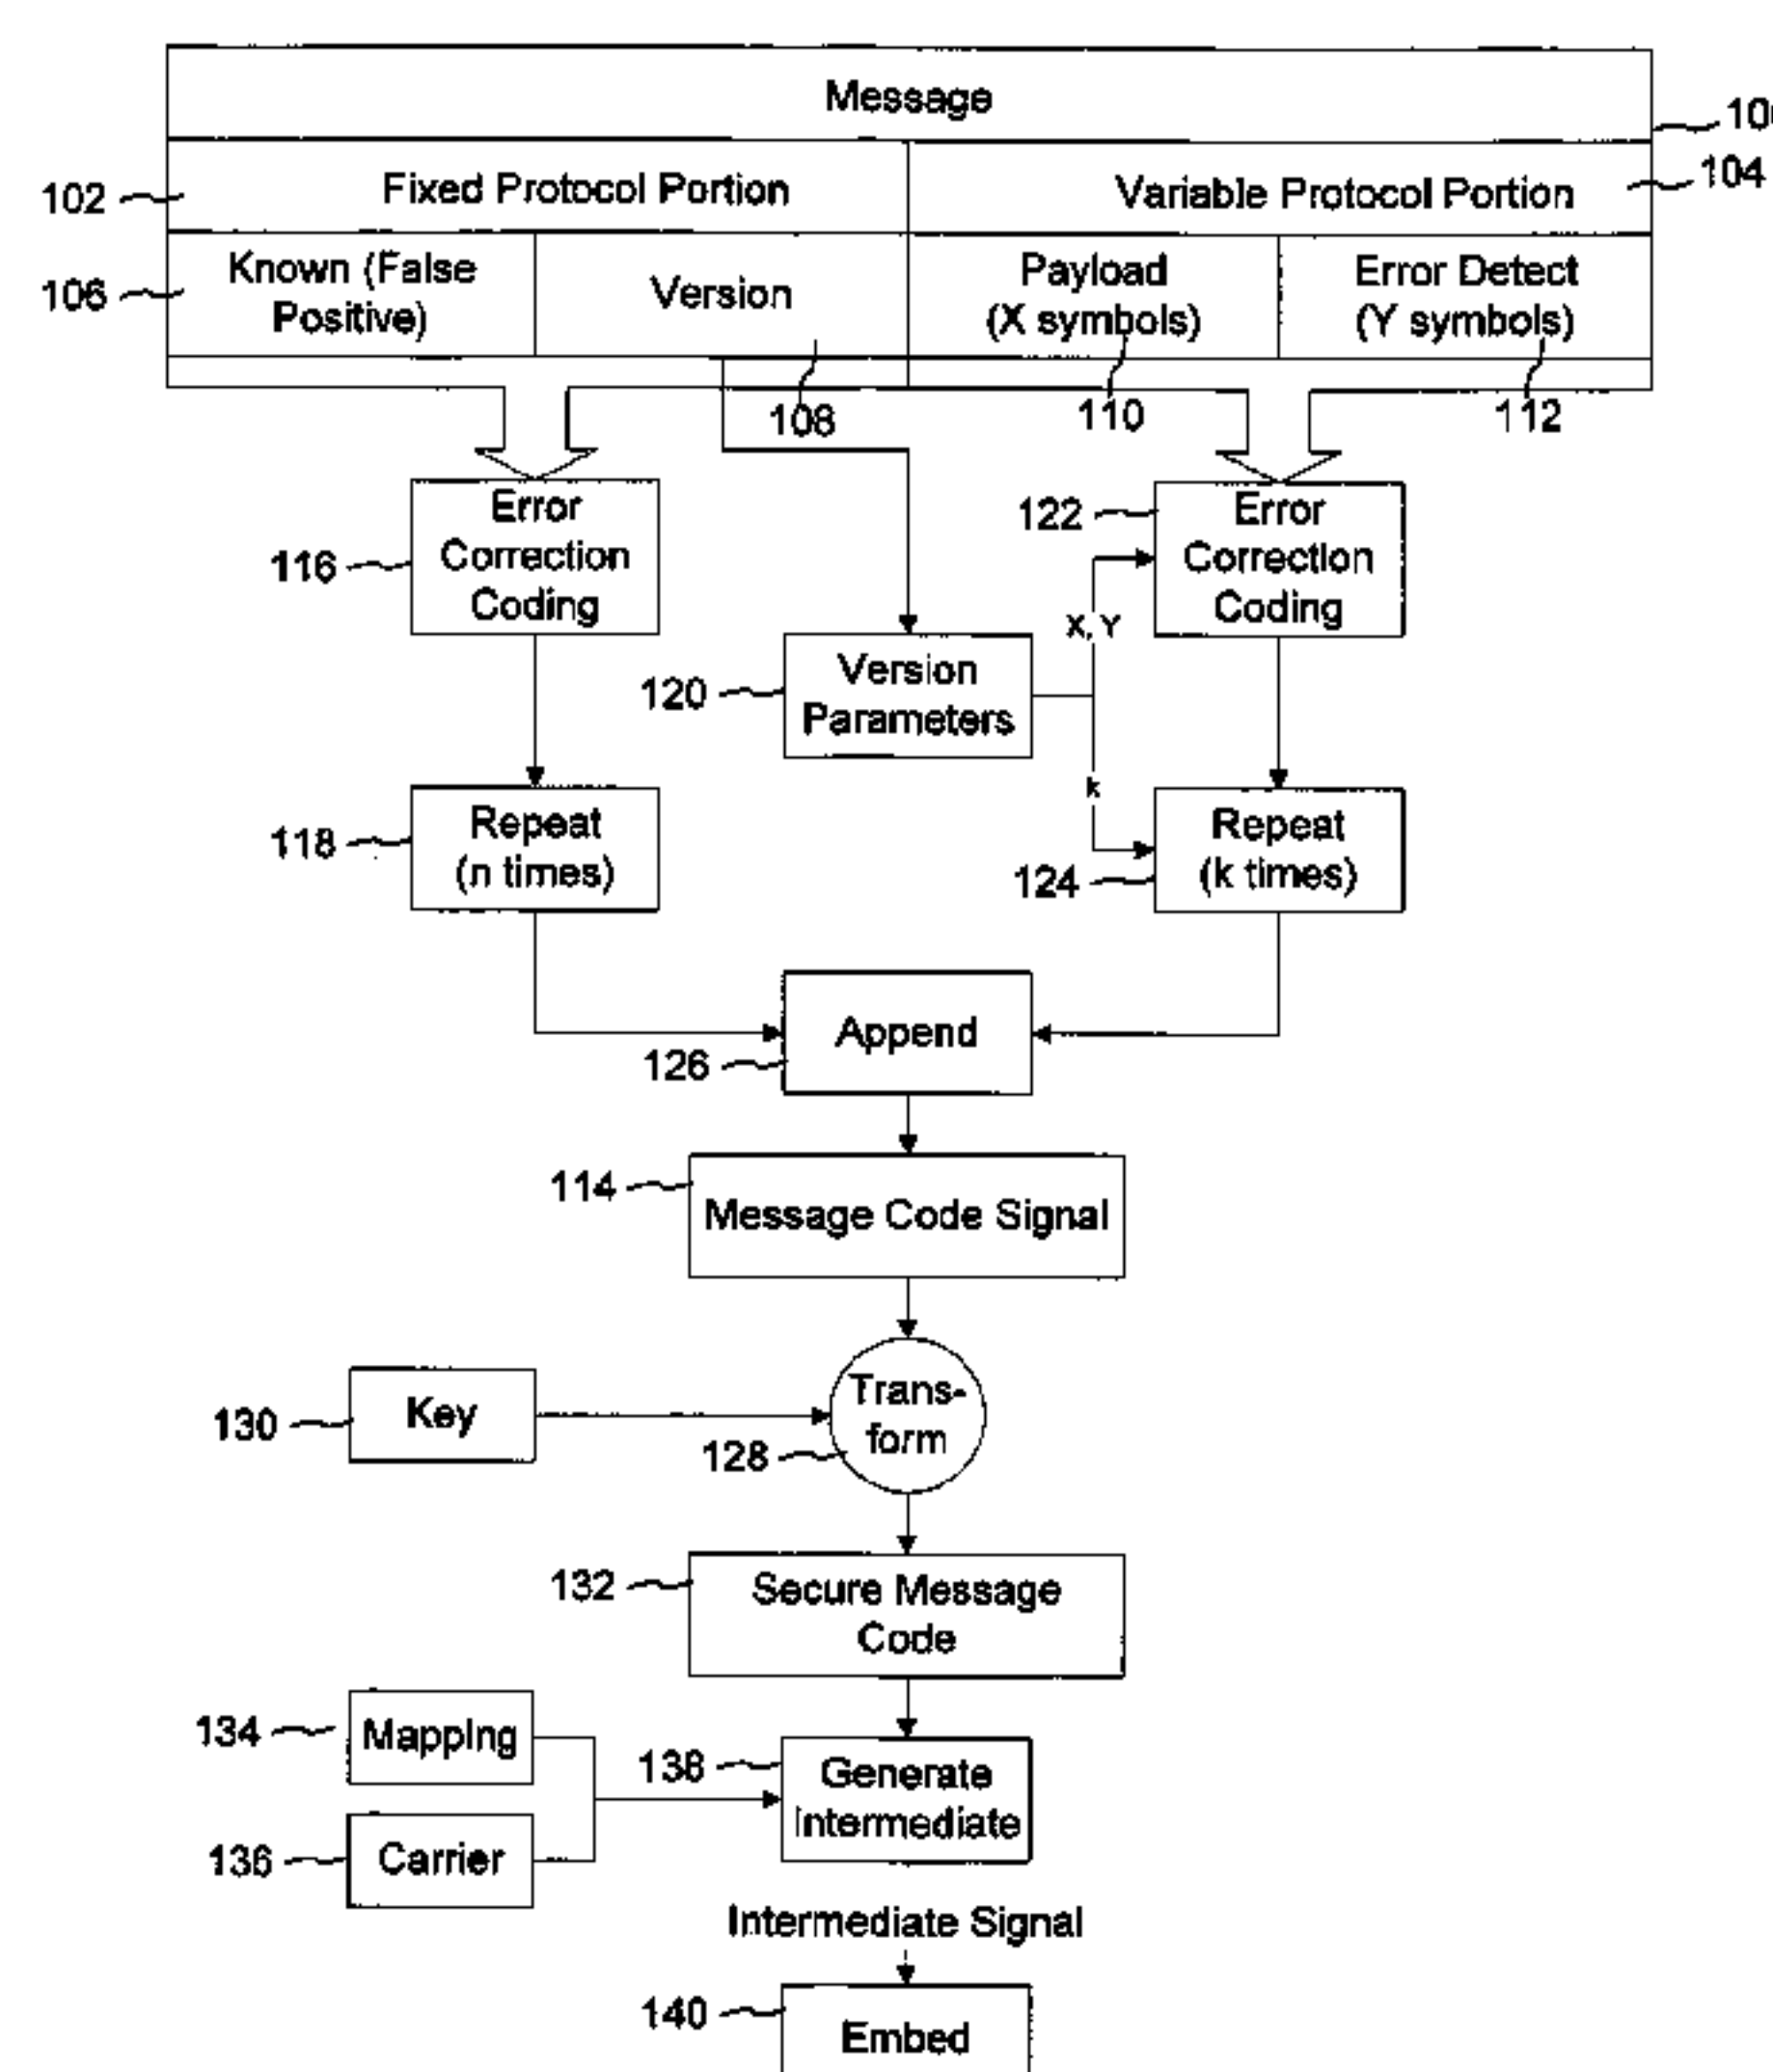 Message
10
102
Fixed Protocol Portion
Variable Protocol Portion
104
106
Known (False
Positive)
Version
Payload
(X symbols)
Error Detect
(Y symbols)
108
110
112
116
Error
Correction
Coding
122
Error
Correction
Coding
X, Y
120
Version
Parameters
k
118
Repeat
(n times)
124
Repeat
(k times)
Append
126
114
Message Code Signal
130
Key
Trans-
form
128
132
Secure Message
Code
134
Mapping
138
Generate
Intermediate
136
Carrier
Intermediate Signal
140
Embed